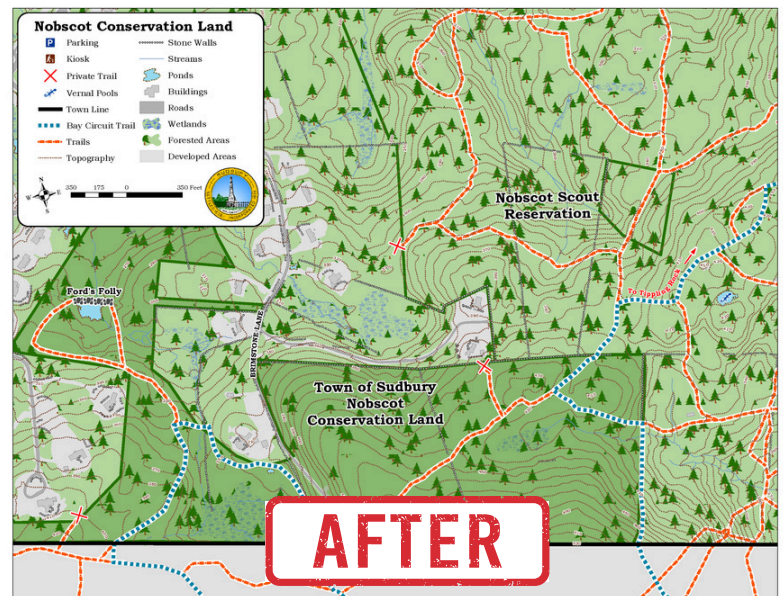 Nobscot Conservation Land
Parking
Kiosk
Private Trail
Vernal Pools
Town Line
Bay Circuit Trail
Trails
Topography
Stone Walls
Streams
Ponds
Buildings
Roads
Wetlands
Forested Areas
Developed Areas
N
W E
S
350 175 0 350 Feet
Nobscot Scout
Reservation
Ford's Folly
To Tippling Rock
BRIMSTONE LANE
Town of Sudbury
Nobscot
Conservation Land
AFTER